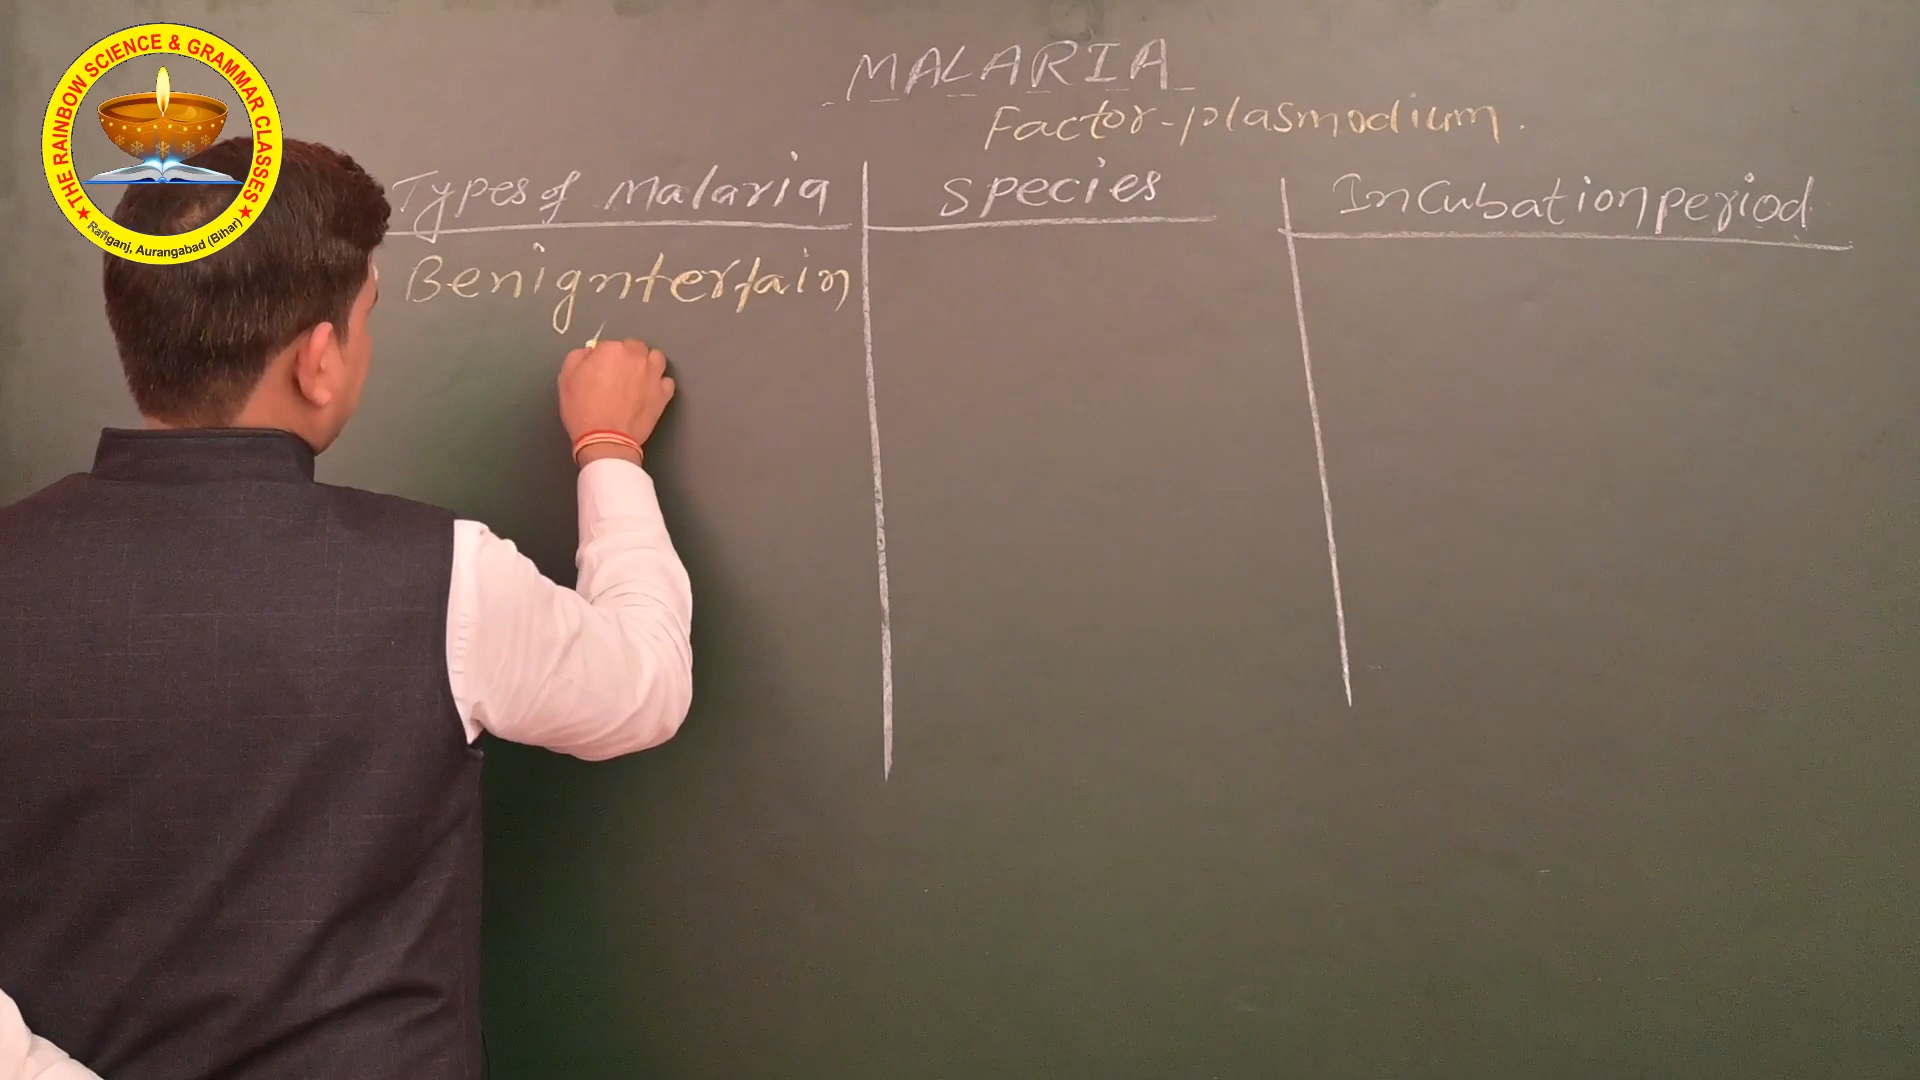 THE RAINBOW SCIENCE & GRAMMAR CLASSES
Rafiganj, Aurangabad (Bihar)
MALARIA
Factor-plasmodium.
Types of Malaria species Incubation period
Benigntertain